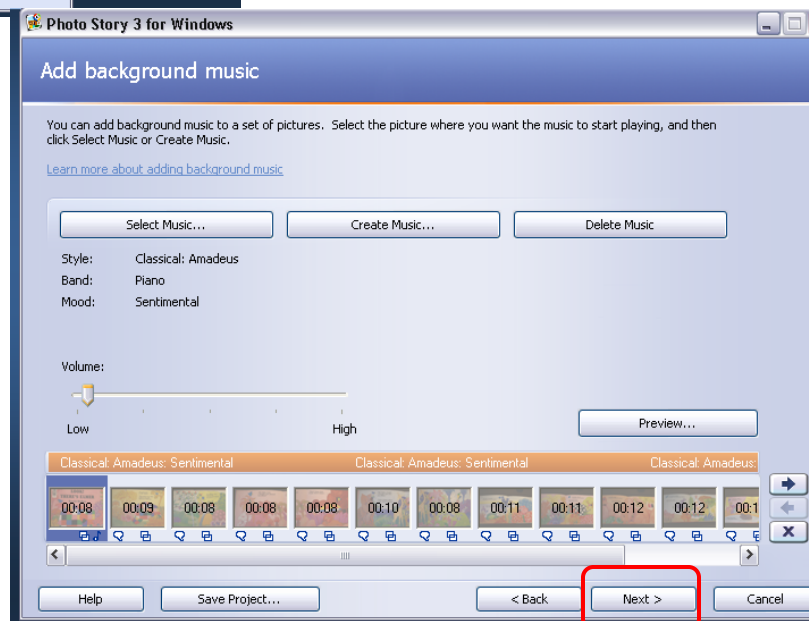 Photo Story 3 for Windows
Add background music
You can add background music to a set of pictures. Select the picture where you want the music to start playing, and then
click Select Music or Create Music.
Learn more about adding background music
Select Music... Create Music... Delete Music
Style: Classical: Amadeus
Band: Piano
Mood: Sentimental
Volume:
Low High
Preview...
Classical: Amadeus: Sentimental Classical: Amadeus: Sentimental Classical: Amadeus:
00:08 00:09 00:08 00:08 00:08 00:10 00:08 00:11 00:11 00:12 00:12 00:1
Help Save Project... < Back Next > Cancel